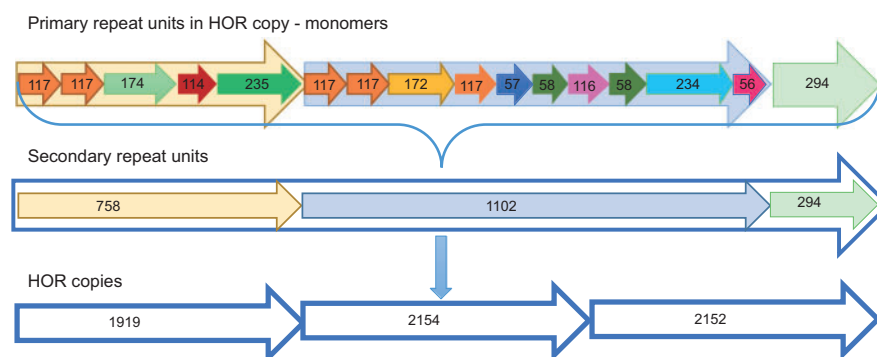 Primary repeat units in HOR copy - monomers
117 117 174 114 235 117 117 172 117 57 58 116 58 234 56 294
Secondary repeat units
758 1102 294
HOR copies
1919 2154 2152